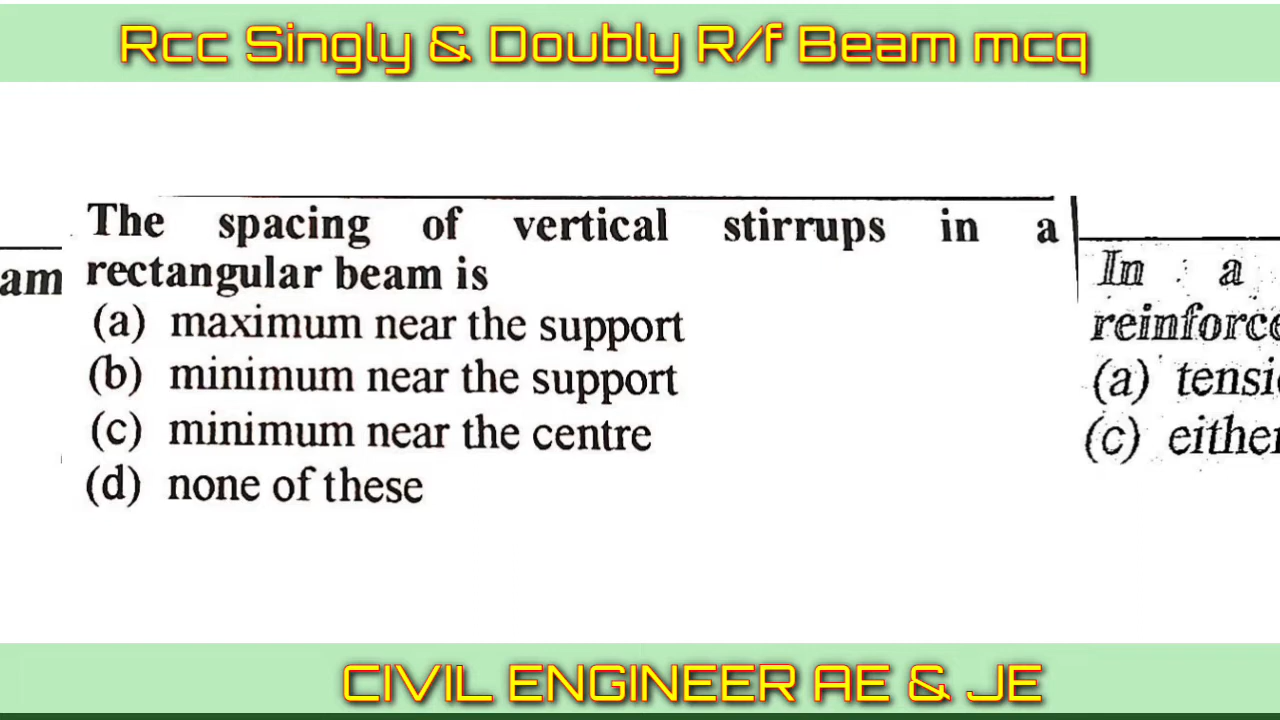 Rcc Singly & Doubly R/f Beam mcq
The spacing of vertical stirrups in a
rectangular beam is
(a) maximum near the support
(b) minimum near the support
(c) minimum near the centre
(d) none of these
am
In a
reinforce
(a) tensi
(c) either
CIVIL ENGINEER AE & JE